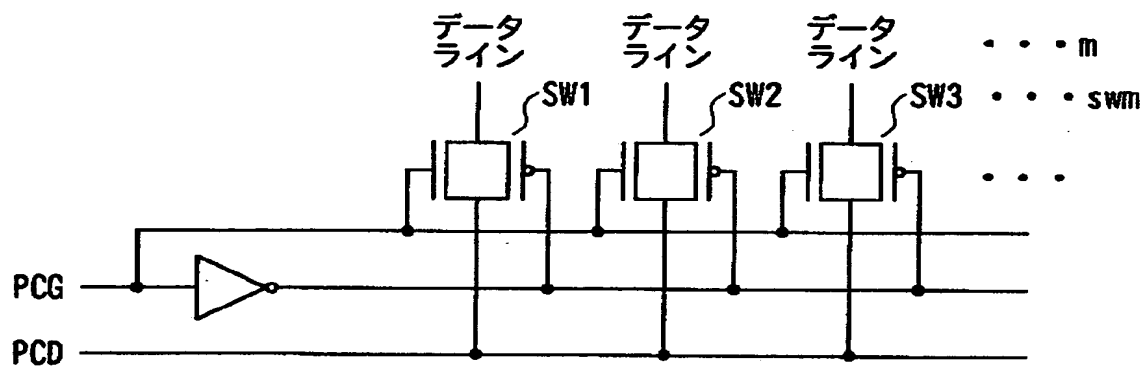 データ
ライン
データ
ライン
データ
ライン
・・・m
SW1
SW2
SW3
・・・swm
・・・
PCG
PCD